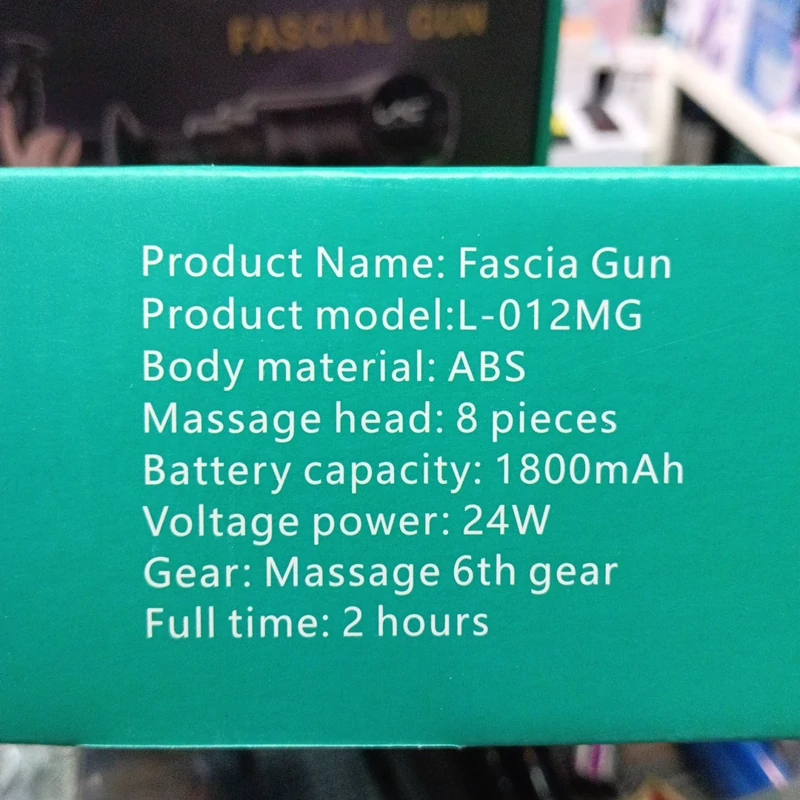 FASCIAL GUN
Product Name: Fascia Gun
Product model:L-012MG
Body material: ABS
Massage head: 8 pieces
Battery capacity: 1800mAh
Voltage power: 24W
Gear: Massage 6th gear
Full time: 2 hours